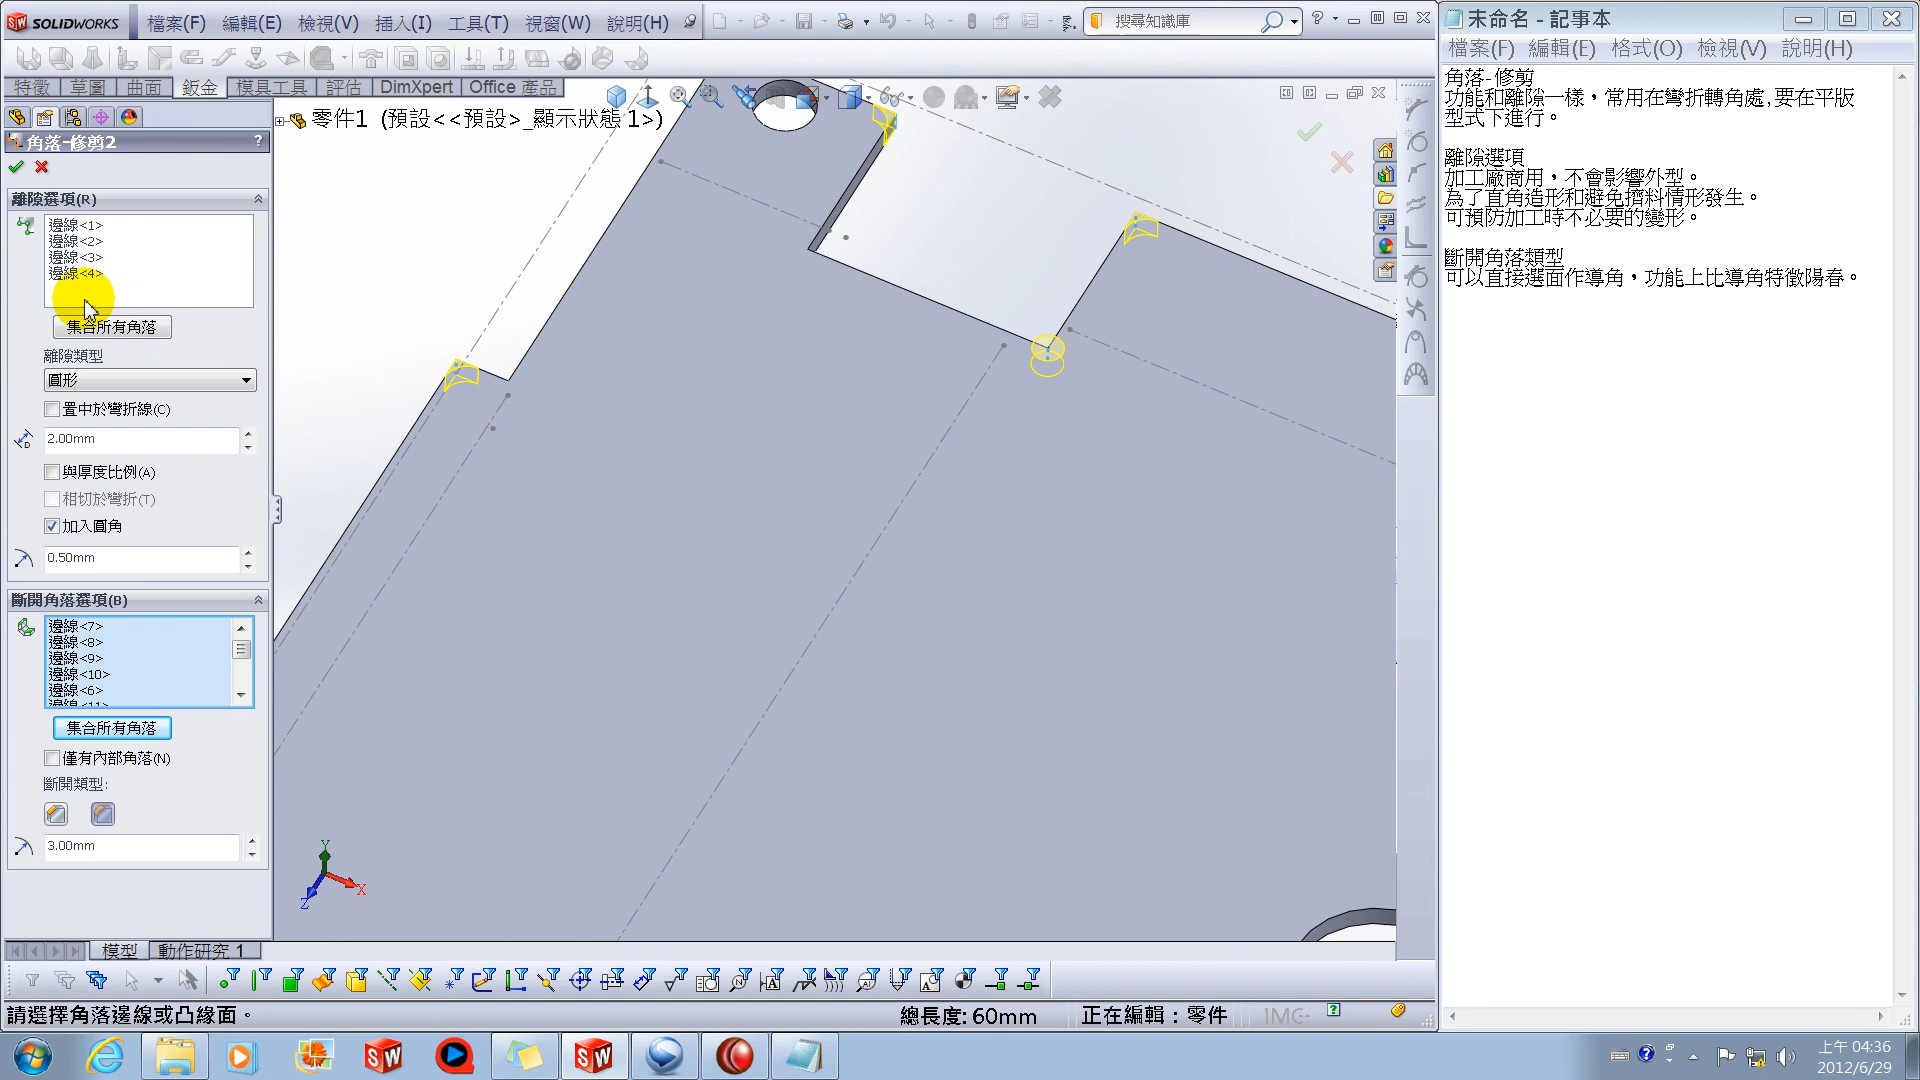 SOLIDWORKS
檔案(F) 編輯(E) 檢視(V) 插入(I) 工具(T) 視窗(W) 說明(H)
搜尋知識庫
特徵 草圖 曲面 鈑金 模具工具 評估 DimXpert Office 產品
角落-修剪2
?
離隙選項(R)
邊線<1>
邊線<2>
邊線<3>
邊線<4>
集合所有角落
離隙類型
圓形
置中於彎折線(C)
2.00mm
與厚度比例(A)
相切於彎折(T)
加入圓角
0.50mm
斷開角落選項(B)
邊線<7>
邊線<8>
邊線<9>
邊線<10>
邊線<6>
邊線<11>
集合所有角落
僅有內部角落(N)
斷開類型:
3.00mm
零件1 (預設<<預設>_顯示狀態 1>)
Y
X
Z
模型 動作研究 1
請選擇角落邊線或凸緣面。
總長度: 60mm
正在編輯：零件
未命名 - 記事本
檔案(F) 編輯(E) 格式(O) 檢視(V) 說明(H)
角落-修剪
功能和離隙一樣，常用在彎折轉角處,要在平版
型式下進行。
離隙選項
加工廠商用，不會影響外型。
為了直角造形和避免擠料情形發生。
可預防加工時不必要的變形。
斷開角落類型
可以直接選面作導角，功能上比導角特徵陽春。
上午 04:36
2012/6/29